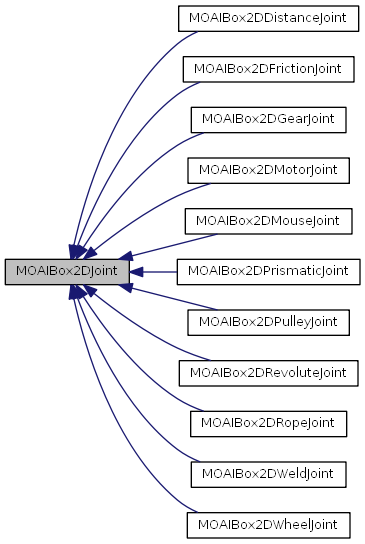 MOAIBox2DDistanceJoint
MOAIBox2DFrictionJoint
MOAIBox2DGearJoint
MOAIBox2DMotorJoint
MOAIBox2DMouseJoint
MOAIBox2DJoint
MOAIBox2DPrismaticJoint
MOAIBox2DPulleyJoint
MOAIBox2DRevoluteJoint
MOAIBox2DRopeJoint
MOAIBox2DWeldJoint
MOAIBox2DWheelJoint